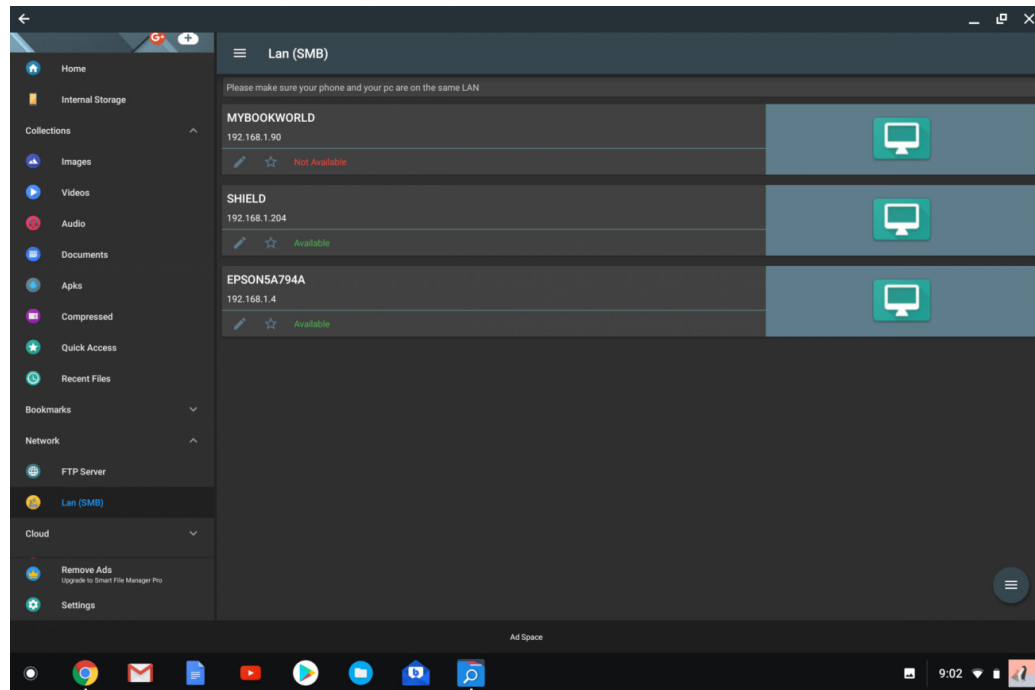 G+
Home
Internal Storage
Collections
Images
Videos
Audio
Documents
Apks
Compressed
Quick Access
Recent Files
Bookmarks
Network
FTP Server
Lan (SMB)
Cloud
Remove Ads
Upgrade to Smart File Manager Pro
Settings
Lan (SMB)
Please make sure your phone and your pc are on the same LAN
MYBOOKWORLD
192.168.1.90
Not Available
SHIELD
192.168.1.204
Available
EPSON5A794A
192.168.1.4
Available
Ad Space
9:02